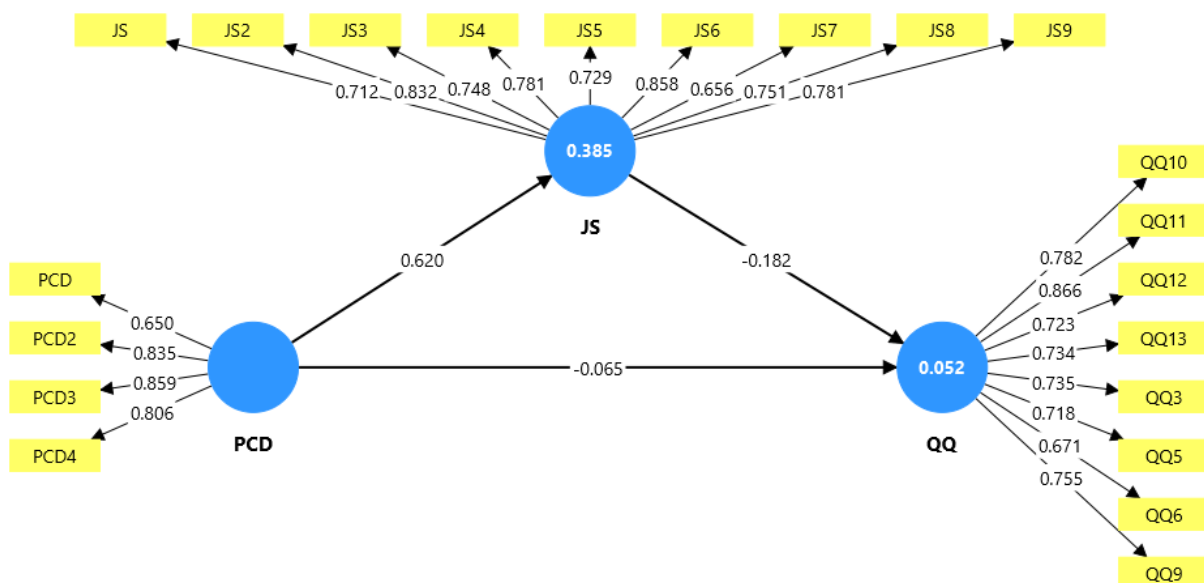 JS JS2 JS3 JS4 JS5 JS6 JS7 JS8 JS9
0.712 0.832 0.748 0.781 0.729 0.858 0.656 0.751 0.781
0.385
JS
QQ10
QQ11
QQ12
QQ13
QQ3
QQ5
QQ6
QQ9
0.782
0.866
0.723
0.734
0.735
0.718
0.671
0.755
0.620
-0.182
PCD
PCD2
PCD3
PCD4
0.650
0.835
0.859
0.806
-0.065
0.052
PCD
QQ